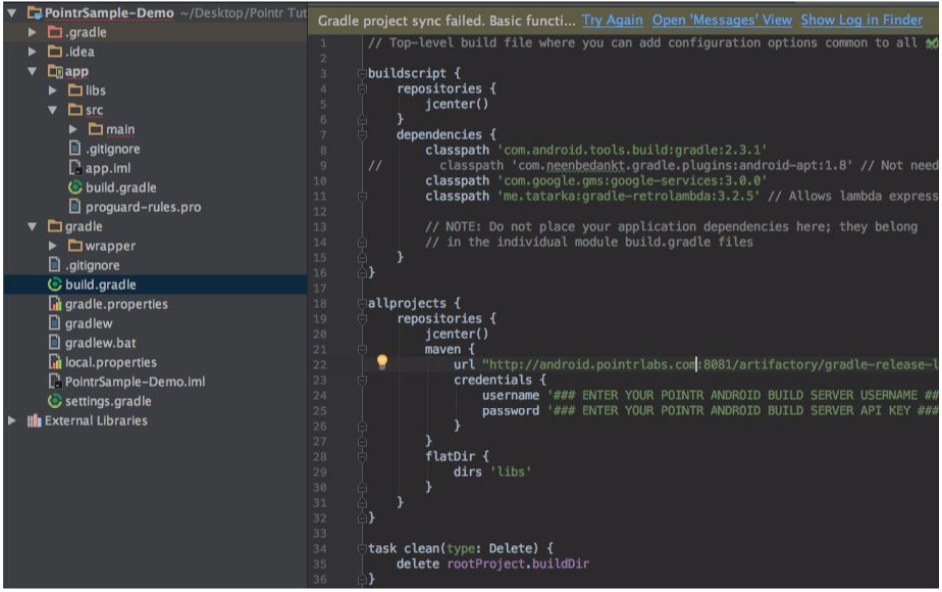 PointrSample-Demo ~/Desktop/Pointr Tut
.gradle
.idea
app
libs
src
main
.gitignore
app.iml
build.gradle
proguard-rules.pro
gradle
wrapper
.gitignore
build.gradle
gradle.properties
gradlew
gradlew.bat
local.properties
PointrSample-Demo.iml
settings.gradle
External Libraries
Gradle project sync failed. Basic functi... Try Again Open 'Messages' View Show Log in Finder
1 // Top-level build file where you can add configuration options common to all
2
3 buildscript {
4 repositories {
5 jcenter()
6 }
7 dependencies {
8 classpath 'com.android.tools.build:gradle:2.3.1'
9 // classpath 'com.neenbedankt.gradle.plugins:android-apt:1.8' // Not need
10 classpath 'com.google.gms:google-services:3.0.0'
11 classpath 'me.tatarka:gradle-retrolambda:3.2.5' // Allows lambda express
12
13 // NOTE: Do not place your application dependencies here; they belong
14 // in the individual module build.gradle files
15 }
16 }
17
18 allprojects {
19 repositories {
20 jcenter()
21 maven {
22 url "http://android.pointrlabs.com:8081/artifactory/gradle-release-l
23 credentials {
24 username '### ENTER YOUR POINTR ANDROID BUILD SERVER USERNAME ##
25 password '### ENTER YOUR POINTR ANDROID BUILD SERVER API KEY ###
26 }
27 }
28 flatDir {
29 dirs 'libs'
30 }
31 }
32 }
33
34 task clean(type: Delete) {
35 delete rootProject.buildDir
36 }